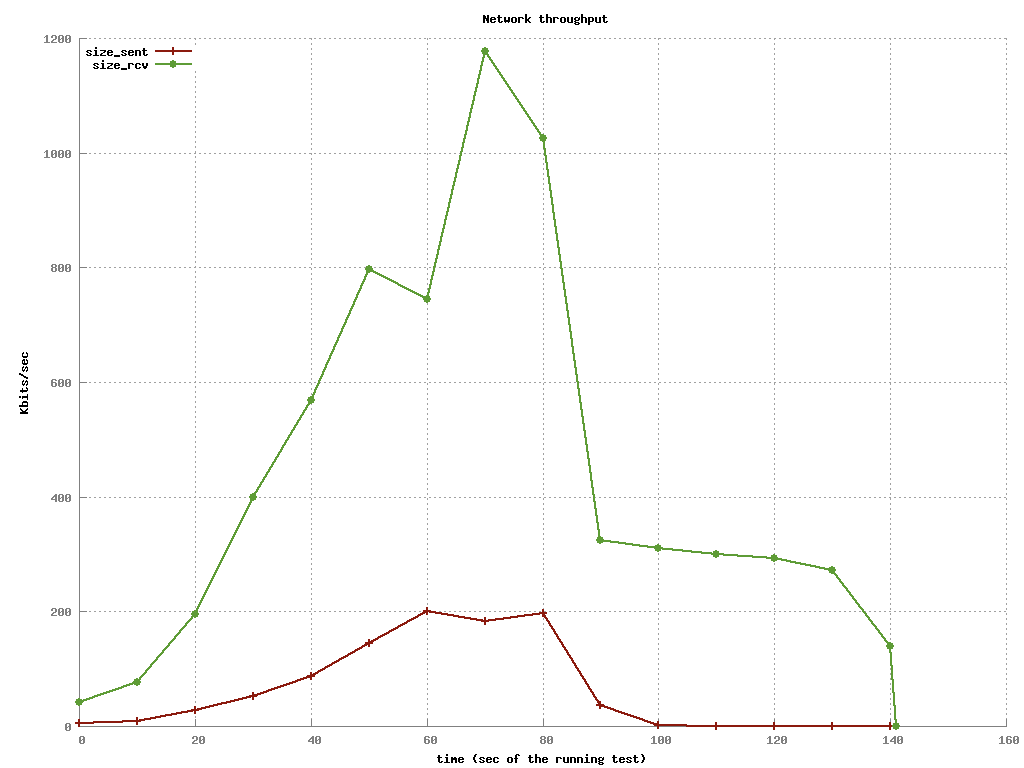 Network throughput
size_sent
size_rcv
1200
1000
800
600
400
200
0
Kbits/sec
0 20 40 60 80 100 120 140 160
time (sec of the running test)